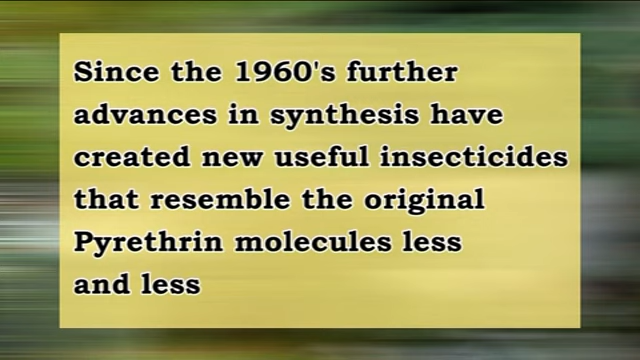 Since the 1960's further
advances in synthesis have
created new useful insecticides
that resemble the original
Pyrethrin molecules less
and less